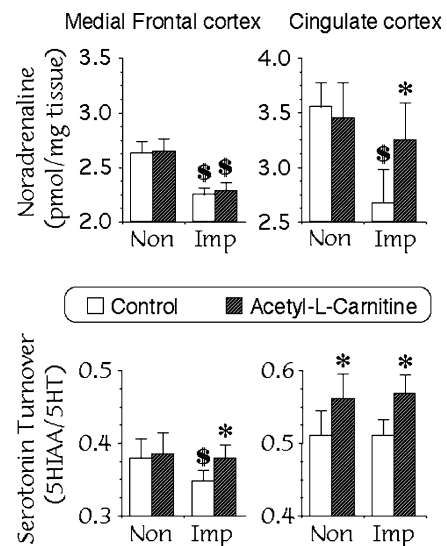 Medial Frontal cortex
Cingulate cortex
Noradrenaline
(pmol/mg tissue)
3.5
3.0
2.5
2.0
$ $
Non Imp
4.0
3.5
3.0
2.5
$ *
Non Imp
Control Acetyl-L-Carnitine
Serotonin Turnover
(5HIAA/5HT)
0.5
0.4
0.3
$ *
Non Imp
0.6
0.5
0.4
* *
Non Imp